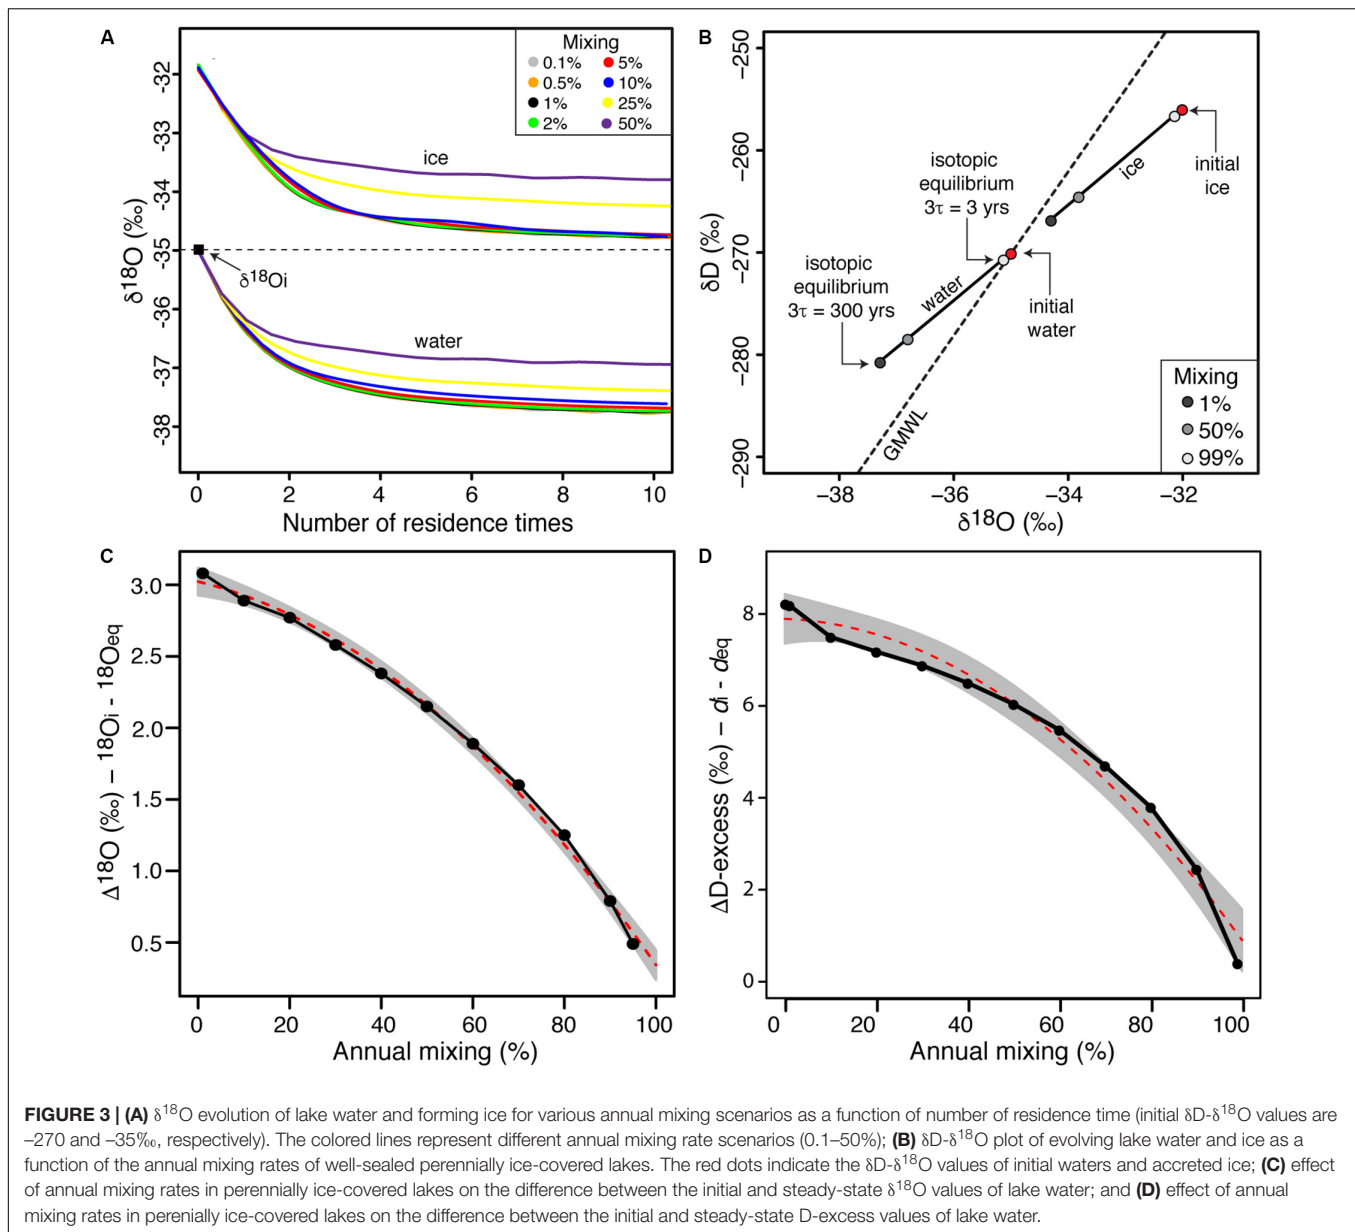 A
Mixing
0.1%
5%
0.5%
10%
1%
25%
2%
50%
ice
δ¹⁸Oi
water
-32
-33
-34
-35
-36
-37
-38
δ¹⁸O (‰)
0
2
4
6
8
10
Number of residence times
B
−250
−260
−270
−280
−290
δD (‰)
isotopic
equilibrium
3τ = 3 yrs
isotopic
equilibrium
3τ = 300 yrs
ice
initial
ice
water
initial
water
GMWL
Mixing
1%
50%
99%
−38
−36
−34
−32
δ¹⁸O (‰)
C
3.0
2.5
2.0
1.5
1.0
0.5
Δ¹⁸O (‰) – ¹⁸Oi - ¹⁸Oeq
0
20
40
60
80
100
Annual mixing (%)
D
8
6
4
2
0
ΔD-excess (‰) – di - deq
0
20
40
60
80
100
Annual mixing (%)
FIGURE 3 | (A) δ¹⁸O evolution of lake water and forming ice for various annual mixing scenarios as a function of number of residence time (initial δD-δ¹⁸O values are
–270 and –35‰, respectively). The colored lines represent different annual mixing rate scenarios (0.1–50%); (B) δD-δ¹⁸O plot of evolving lake water and ice as a
function of the annual mixing rates of well-sealed perennially ice-covered lakes. The red dots indicate the δD-δ¹⁸O values of initial waters and accreted ice; (C) effect
of annual mixing rates in perennially ice-covered lakes on the difference between the initial and steady-state δ¹⁸O values of lake water; and (D) effect of annual
mixing rates in perenially ice-covered lakes on the difference between the initial and steady-state D-excess values of lake water.